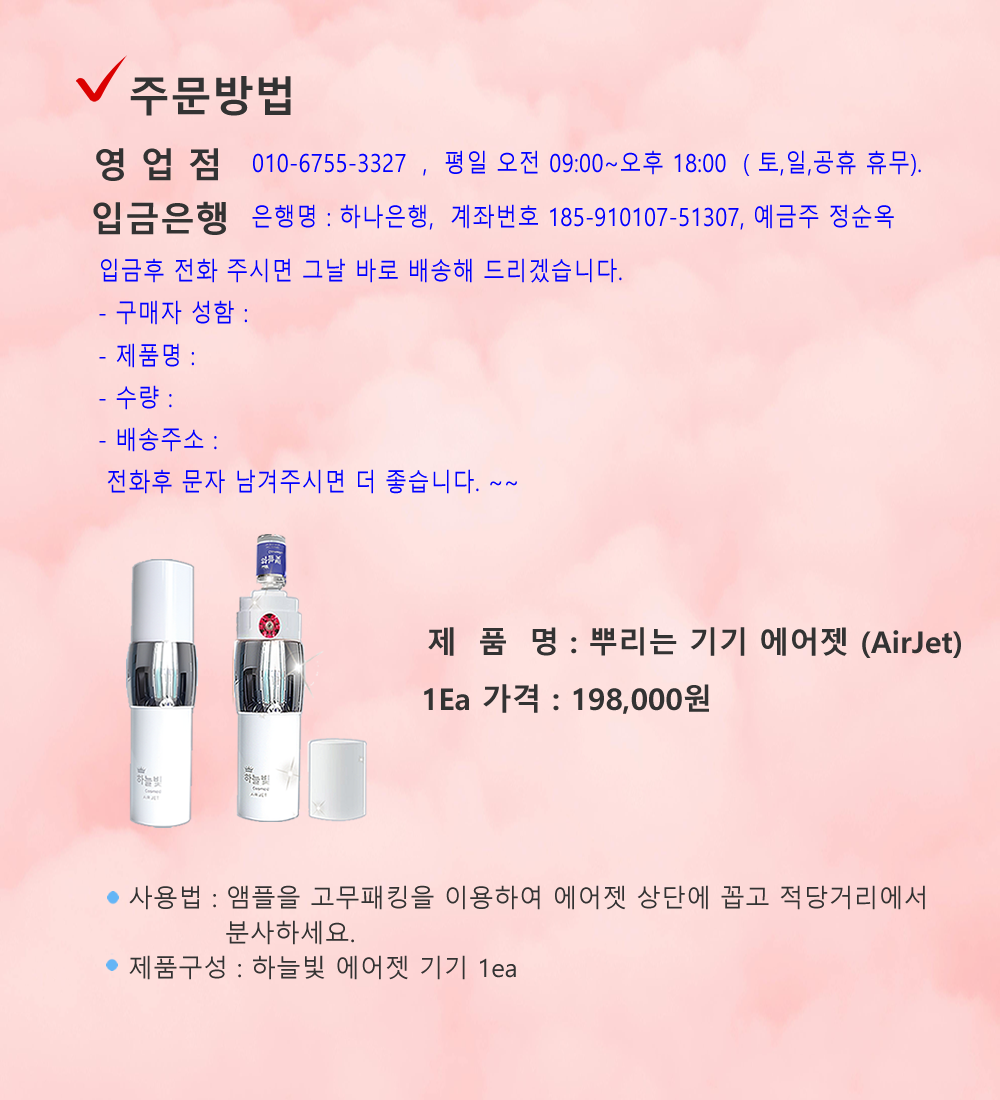 주문방법
영 업 점 010-6755-3327 , 평일 오전 09:00~오후 18:00 ( 토,일,공휴 휴무).
입금은행 은행명 : 하나은행, 계좌번호 185-910107-51307, 예금주 정순옥
입금후 전화 주시면 그날 바로 배송해 드리겠습니다.
- 구매자 성함 :
- 제품명 :
- 수량 :
- 배송주소 :
전화후 문자 남겨주시면 더 좋습니다. ~~
제 품 명 : 뿌리는 기기 에어젯 (AirJet)
1Ea 가격 : 198,000원
하늘빛
Cosmetic
AIRJET
하늘빛
Cosmetic
AIRJET
사용법 : 앰플을 고무패킹을 이용하여 에어젯 상단에 꼽고 적당거리에서
분사하세요.
제품구성 : 하늘빛 에어젯 기기 1ea